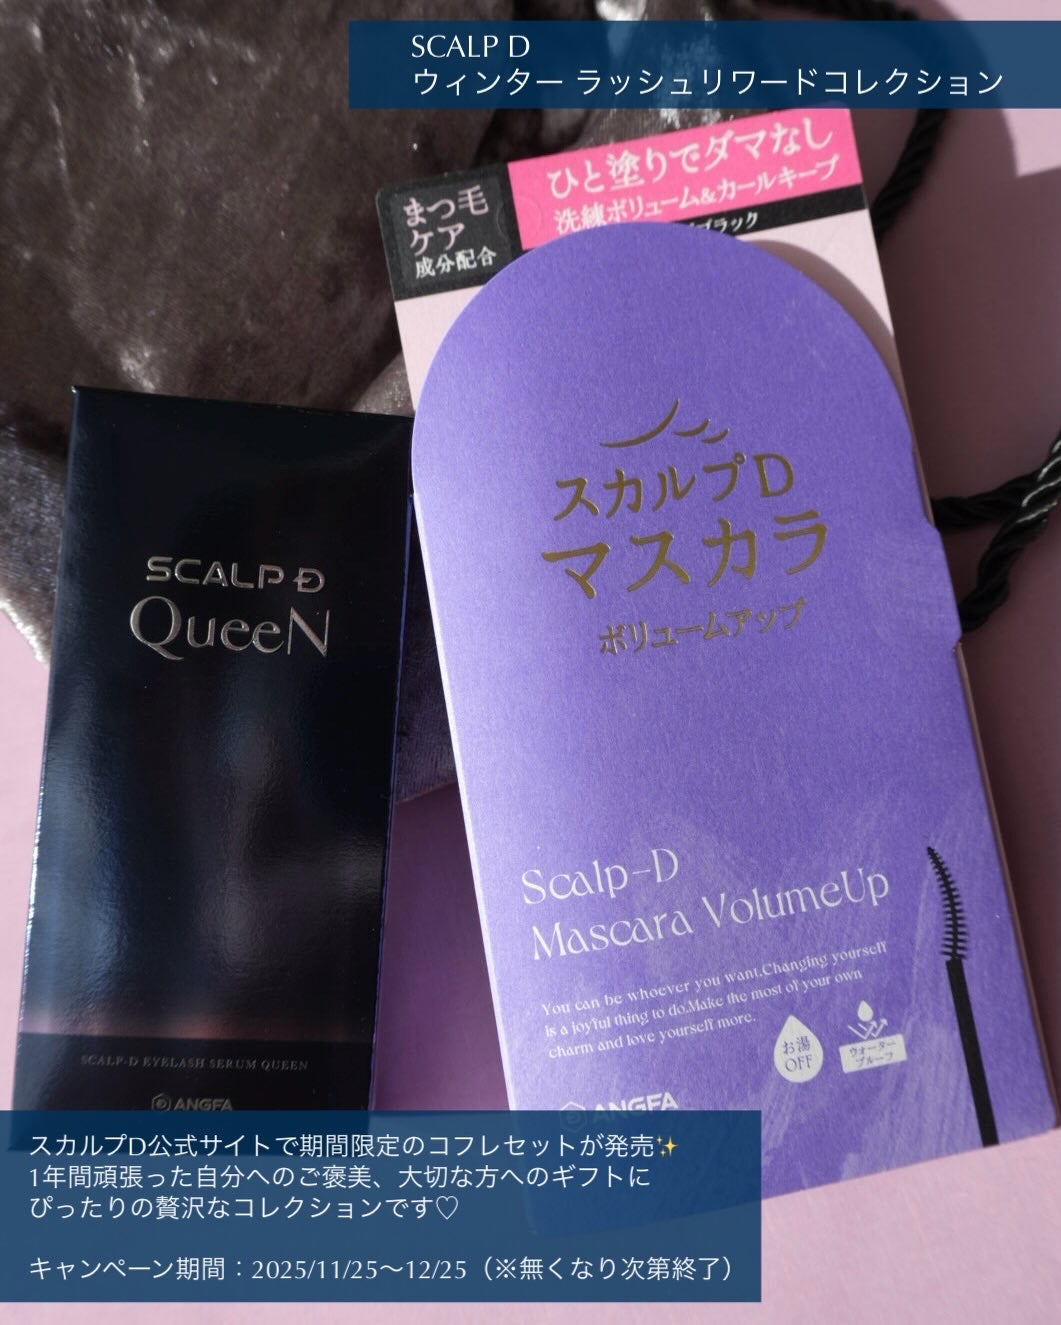 SCALP D
ウィンター ラッシュリワードコレクション
ひと塗りでダマなし
洗練ボリューム&カールキープ
ブラック
まつ毛
ケア
成分配合
スカルプD
マスカラ
ボリュームアップ
SCALP D
QueeN
Scalp-D
Mascara VolumeUp
You can be whoever you want.Changing yourself
is a joyful thing to do.Make the most of your own
charm and love yourself more.
お湯
OFF
ウォーター
プルーフ
SCALP-D EYELASH SERUM QUEEN
ANGFA
ANGFA
スカルプD公式サイトで期間限定のコフレセットが発売✨
1年間頑張った自分へのご褒美、大切な方へのギフトに
ぴったりの贅沢なコレクションです♡
キャンペーン期間：2025/11/25〜12/25（※無くなり次第終了）